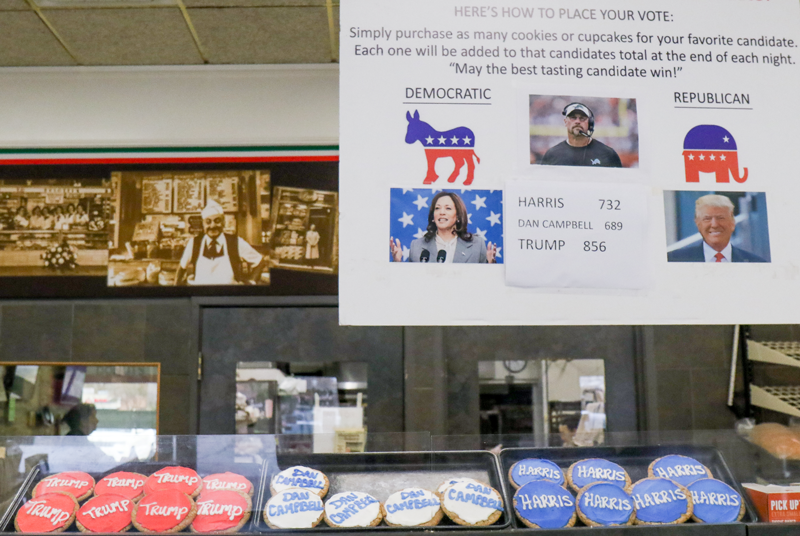 HERE'S HOW TO PLACE YOUR VOTE:
Simply purchase as many cookies or cupcakes for your favorite candidate.
Each one will be added to that candidates total at the end of each night.
"May the best tasting candidate win!"
DEMOCRATIC
REPUBLICAN
HARRIS 732
DAN CAMPBELL 689
TRUMP 856
TRUMP
TRUMP
TRUMP
TRUMP
TRUMP
TRUMP
TRUMP
TRUMP
DAN CAMPBELL
DAN CAMPBELL
DAN CAMPBELL
DAN CAMPBELL
DAN CAMPBELL
HARRIS
HARRIS
HARRIS
HARRIS
HARRIS
HARRIS
HARRIS
PICK UP